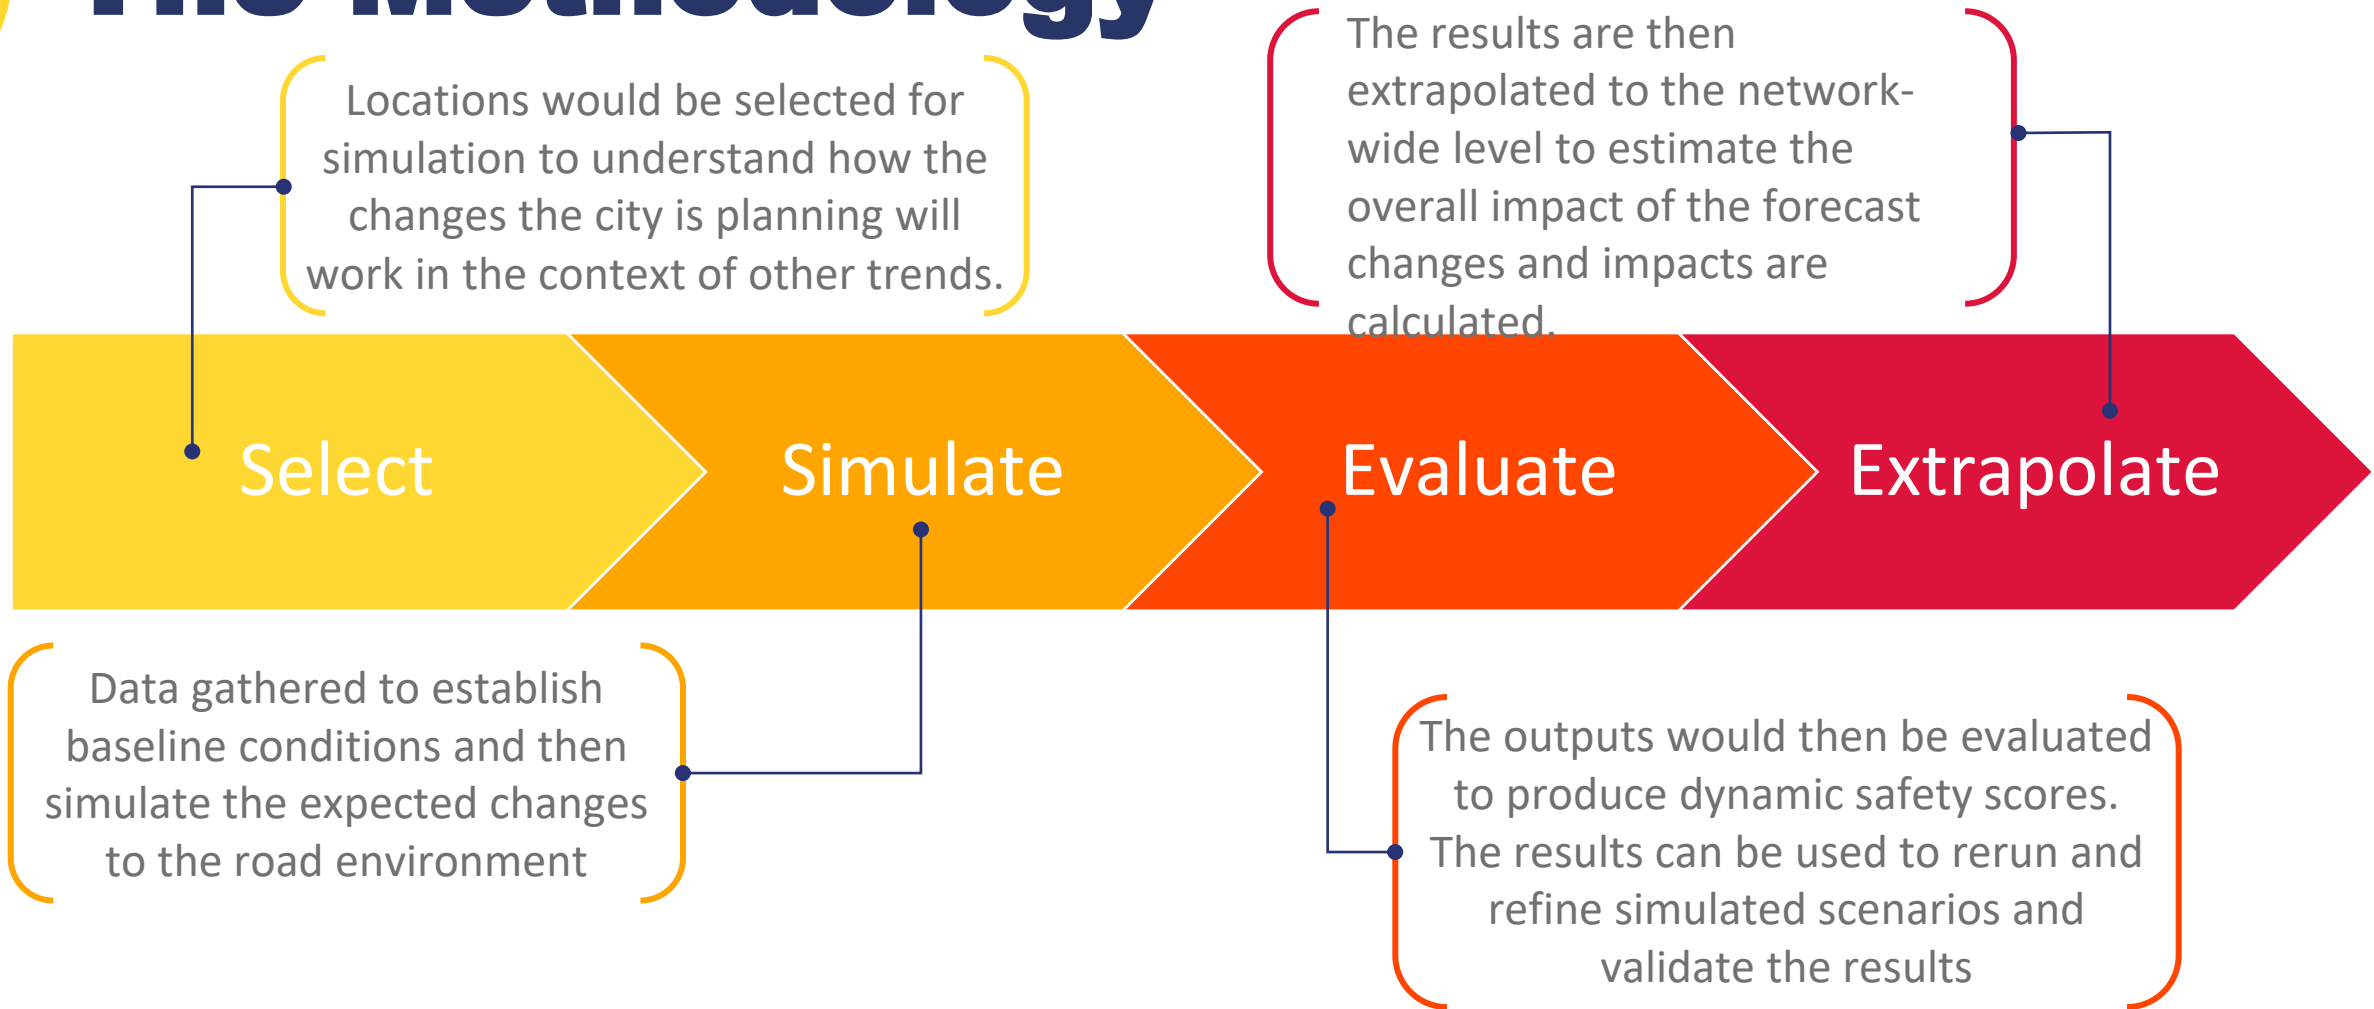 The Methodology
Locations would be selected for
simulation to understand how the
changes the city is planning will
work in the context of other trends.
The results are then
extrapolated to the network-
wide level to estimate the
overall impact of the forecast
changes and impacts are
calculated.
Select
Simulate
Evaluate
Extrapolate
Data gathered to establish
baseline conditions and then
simulate the expected changes
to the road environment
The outputs would then be evaluated
to produce dynamic safety scores.
The results can be used to rerun and
refine simulated scenarios and
validate the results